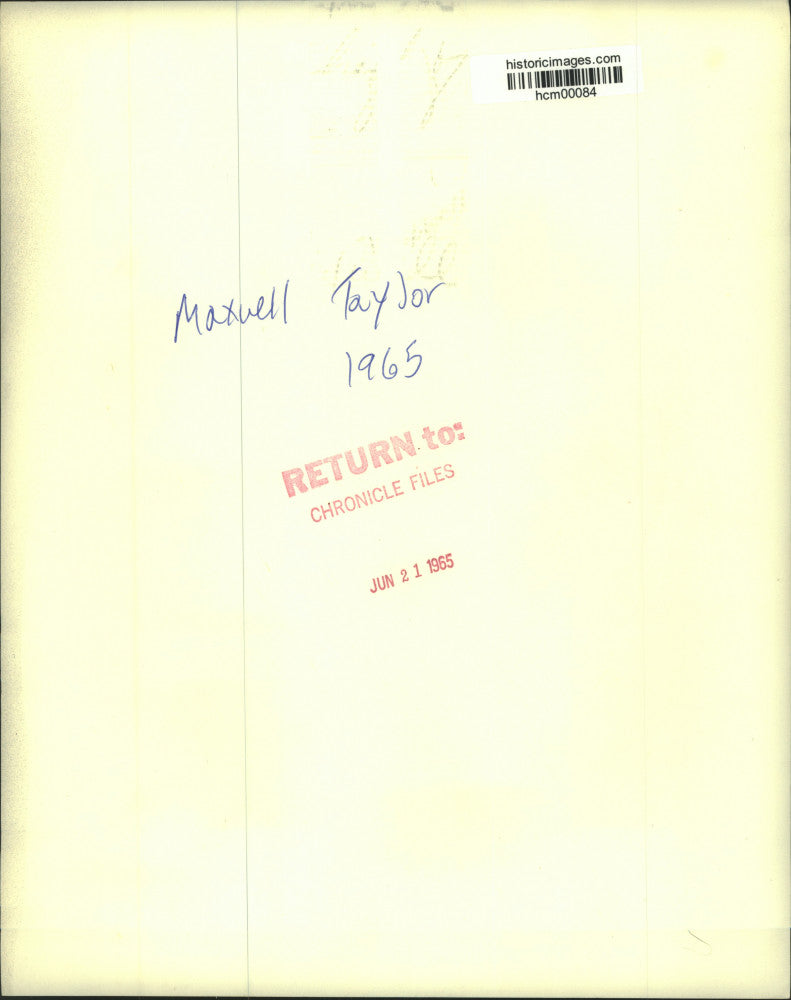 historicimages.com
hcm00084
Maxwell Taylor
1965
RETURN to:
CHRONICLE FILES
JUN 21 1965